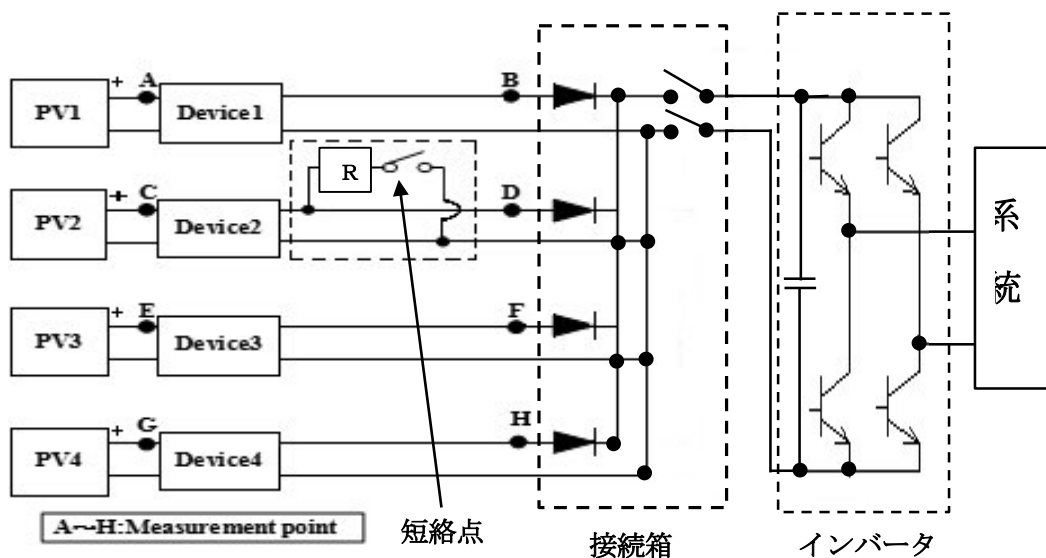 PV1
+
A
Device1
B
PV2
+
C
Device2
R
D
PV3
+
E
Device3
F
PV4
+
G
Device4
H
A~H:Measurement point
短絡点
接続箱
インバータ
系
統